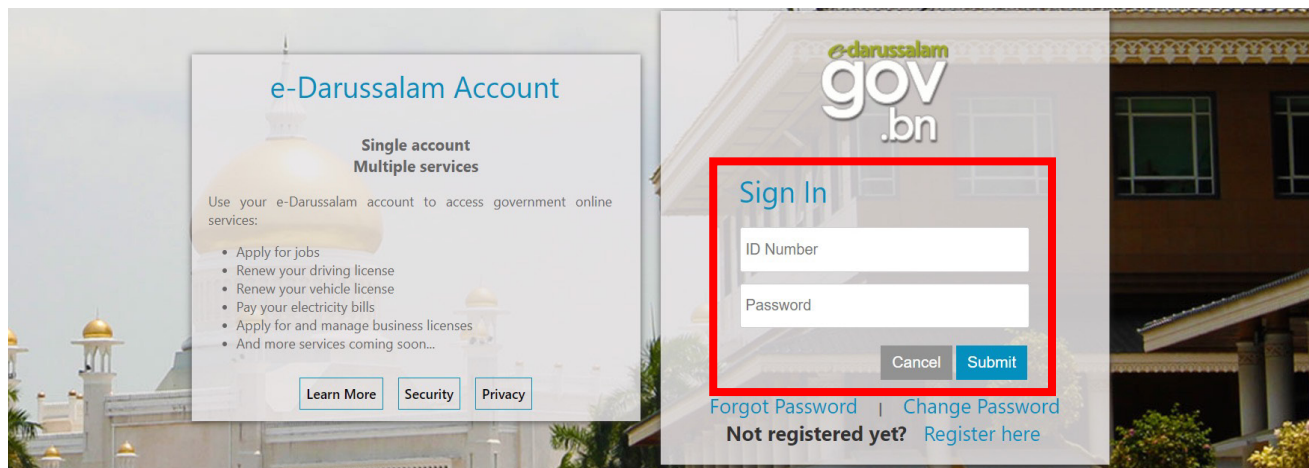 e-Darussalam Account
Single account
Multiple services
Use your e-Darussalam account to access government online
services:
• Apply for jobs
• Renew your driving license
• Renew your vehicle license
• Pay your electricity bills
• Apply for and manage business licenses
• And more services coming soon...
Learn More Security Privacy
e-darussalam
gov
.bn
Sign In
ID Number
Password
Cancel Submit
Forgot Password | Change Password
Not registered yet? Register here